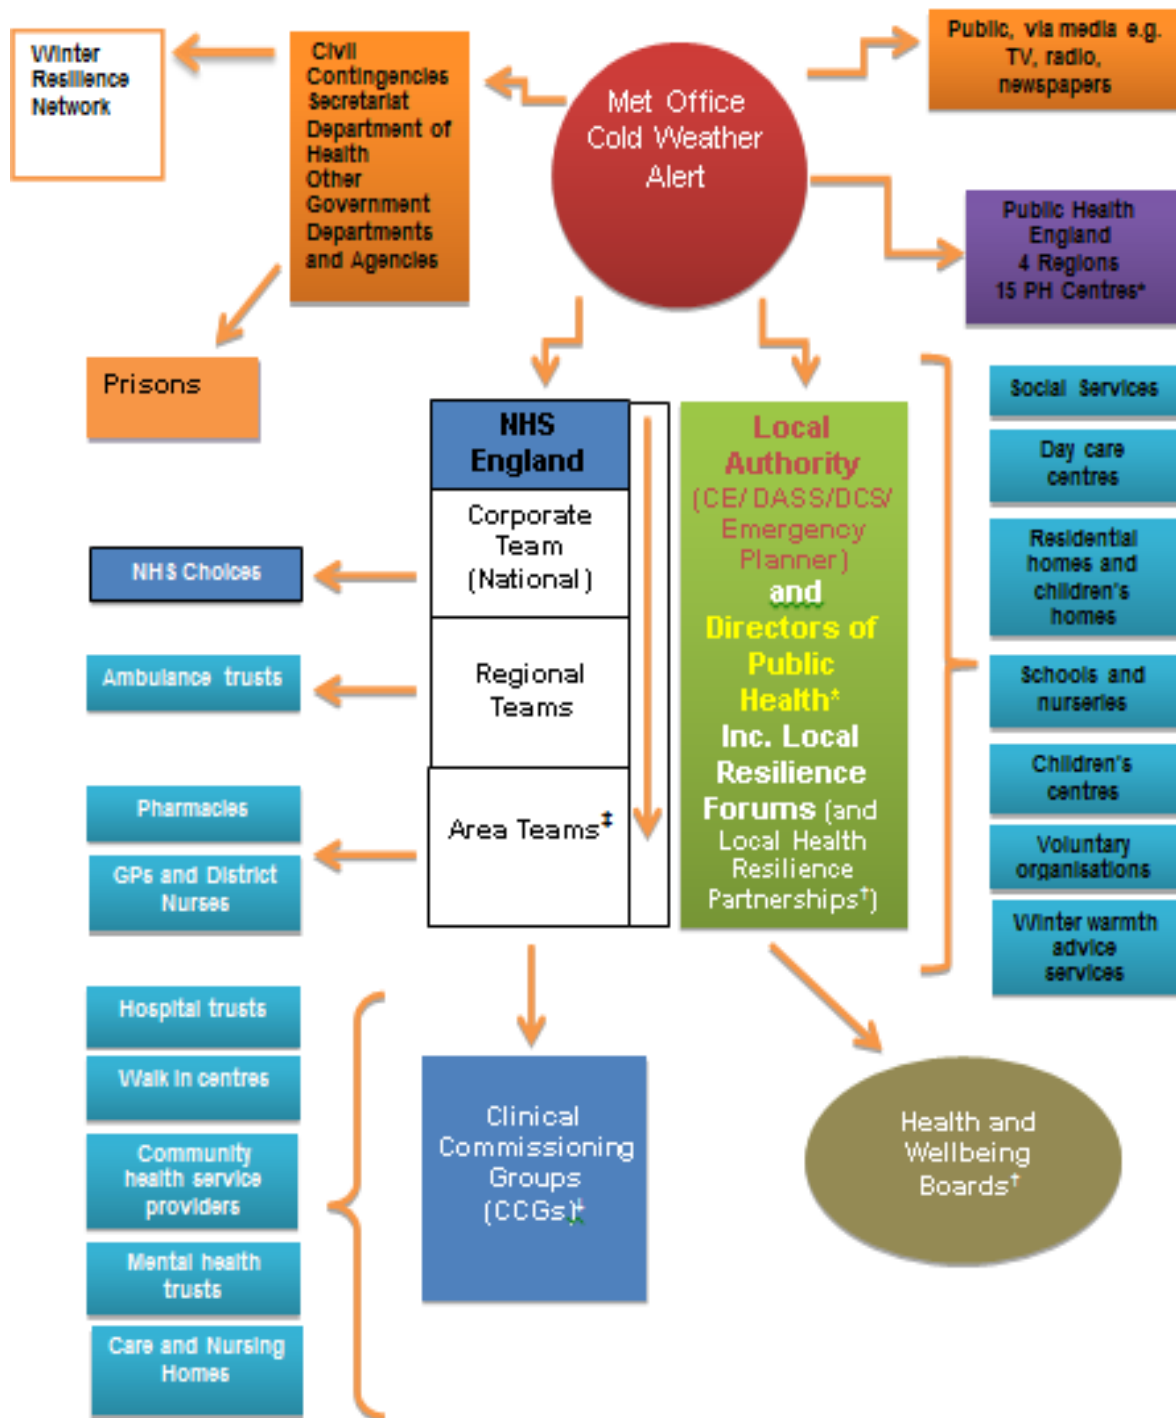 Winter
Resilience
Network
Civil
Contingencies
Secretariat
Department of
Health
Other
Government
Departments
and Agencies
Met Office
Cold Weather
Alert
Public, via media e.g.
TV, radio,
newspapers
Public Health
England
4 Regions
15 PH Centres*
Prisons
NHS
England
Corporate
Team
(National)
Regional
Teams
Area Teams‡
NHS Choices
Ambulance trusts
Pharmacies
GPs and District
Nurses
Local
Authority
(CE/DASS/DCS/
Emergency
Planner)
and
Directors of
Public
Health*
Inc. Local
Resilience
Forums (and
Local Health
Resilience
Partnerships†)
Social Services
Day care
centres
Residential
homes and
children's
homes
Schools and
nurseries
Children's
centres
Voluntary
organisations
Winter warmth
advice
services
Hospital trusts
Walk in centres
Community
health service
providers
Mental health
trusts
Care and Nursing
Homes
Clinical
Commissioning
Groups
(CCGs)‡
Health and
Wellbeing
Boards†